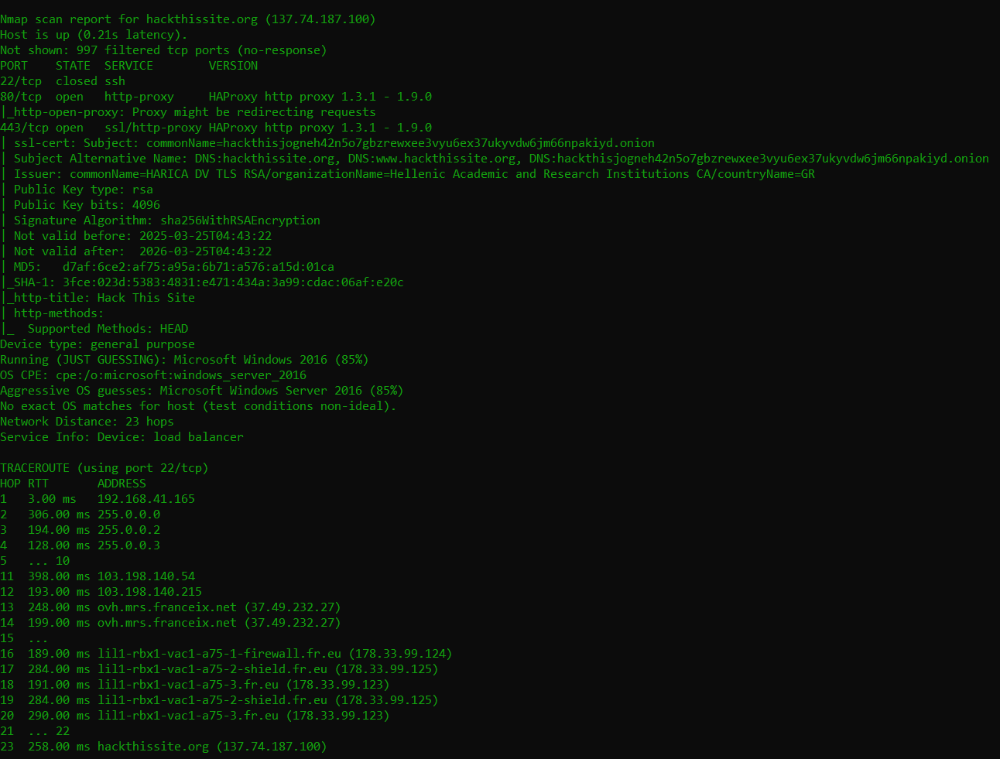 Nmap scan report for hackthissite.org (137.74.187.100)
Host is up (0.21s latency).
Not shown: 997 filtered tcp ports (no-response)
PORT    STATE  SERVICE        VERSION
22/tcp  closed ssh
80/tcp  open   http-proxy     HAProxy http proxy 1.3.1 - 1.9.0
|_http-open-proxy: Proxy might be redirecting requests
443/tcp open   ssl/http-proxy HAProxy http proxy 1.3.1 - 1.9.0
| ssl-cert: Subject: commonName=hackthisjogneh42n5o7gbzrewxee3vyu6ex37ukyvdw6jm66npakiyd.onion
| Subject Alternative Name: DNS:hackthissite.org, DNS:www.hackthissite.org, DNS:hackthisjogneh42n5o7gbzrewxee3vyu6ex37ukyvdw6jm66npakiyd.onion
| Issuer: commonName=HARICA DV TLS RSA/organizationName=Hellenic Academic and Research Institutions CA/countryName=GR
| Public Key type: rsa
| Public Key bits: 4096
| Signature Algorithm: sha256WithRSAEncryption
| Not valid before: 2025-03-25T04:43:22
| Not valid after:  2026-03-25T04:43:22
| MD5:   d7af:6ce2:af75:a95a:6b71:a576:a15d:01ca
|_SHA-1: 3fce:023d:5383:4831:e471:434a:3a99:cdac:06af:e20c
|_http-title: Hack This Site
| http-methods:
|_  Supported Methods: HEAD
Device type: general purpose
Running (JUST GUESSING): Microsoft Windows 2016 (85%)
OS CPE: cpe:/o:microsoft:windows_server_2016
Aggressive OS guesses: Microsoft Windows Server 2016 (85%)
No exact OS matches for host (test conditions non-ideal).
Network Distance: 23 hops
Service Info: Device: load balancer

TRACEROUTE (using port 22/tcp)
HOP RTT       ADDRESS
1   3.00 ms   192.168.41.165
2   306.00 ms 255.0.0.0
3   194.00 ms 255.0.0.2
4   128.00 ms 255.0.0.3
5   ... 10
11  398.00 ms 103.198.140.54
12  193.00 ms 103.198.140.215
13  248.00 ms ovh.mrs.franceix.net (37.49.232.27)
14  199.00 ms ovh.mrs.franceix.net (37.49.232.27)
15  ...
16  189.00 ms lil1-rbx1-vac1-a75-1-firewall.fr.eu (178.33.99.124)
17  284.00 ms lil1-rbx1-vac1-a75-2-shield.fr.eu (178.33.99.125)
18  191.00 ms lil1-rbx1-vac1-a75-3.fr.eu (178.33.99.123)
19  284.00 ms lil1-rbx1-vac1-a75-2-shield.fr.eu (178.33.99.125)
20  290.00 ms lil1-rbx1-vac1-a75-3.fr.eu (178.33.99.123)
21  ... 22
23  258.00 ms hackthissite.org (137.74.187.100)